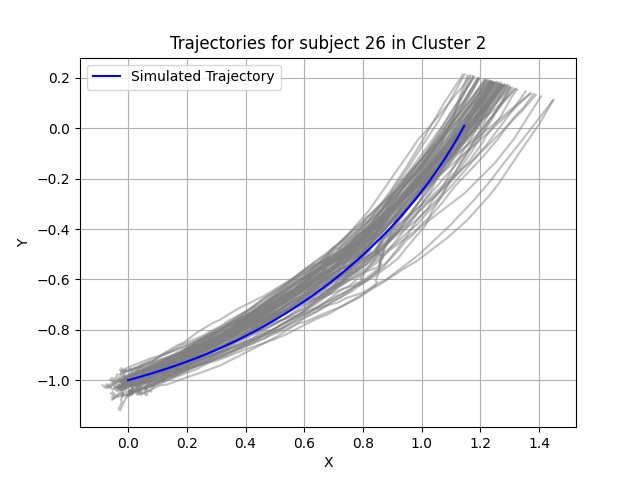 Trajectories for subject 26 in Cluster 2
Simulated Trajectory
Y
0.2
0.0
−0.2
−0.4
−0.6
−0.8
−1.0
0.0 0.2 0.4 0.6 0.8 1.0 1.2 1.4
X